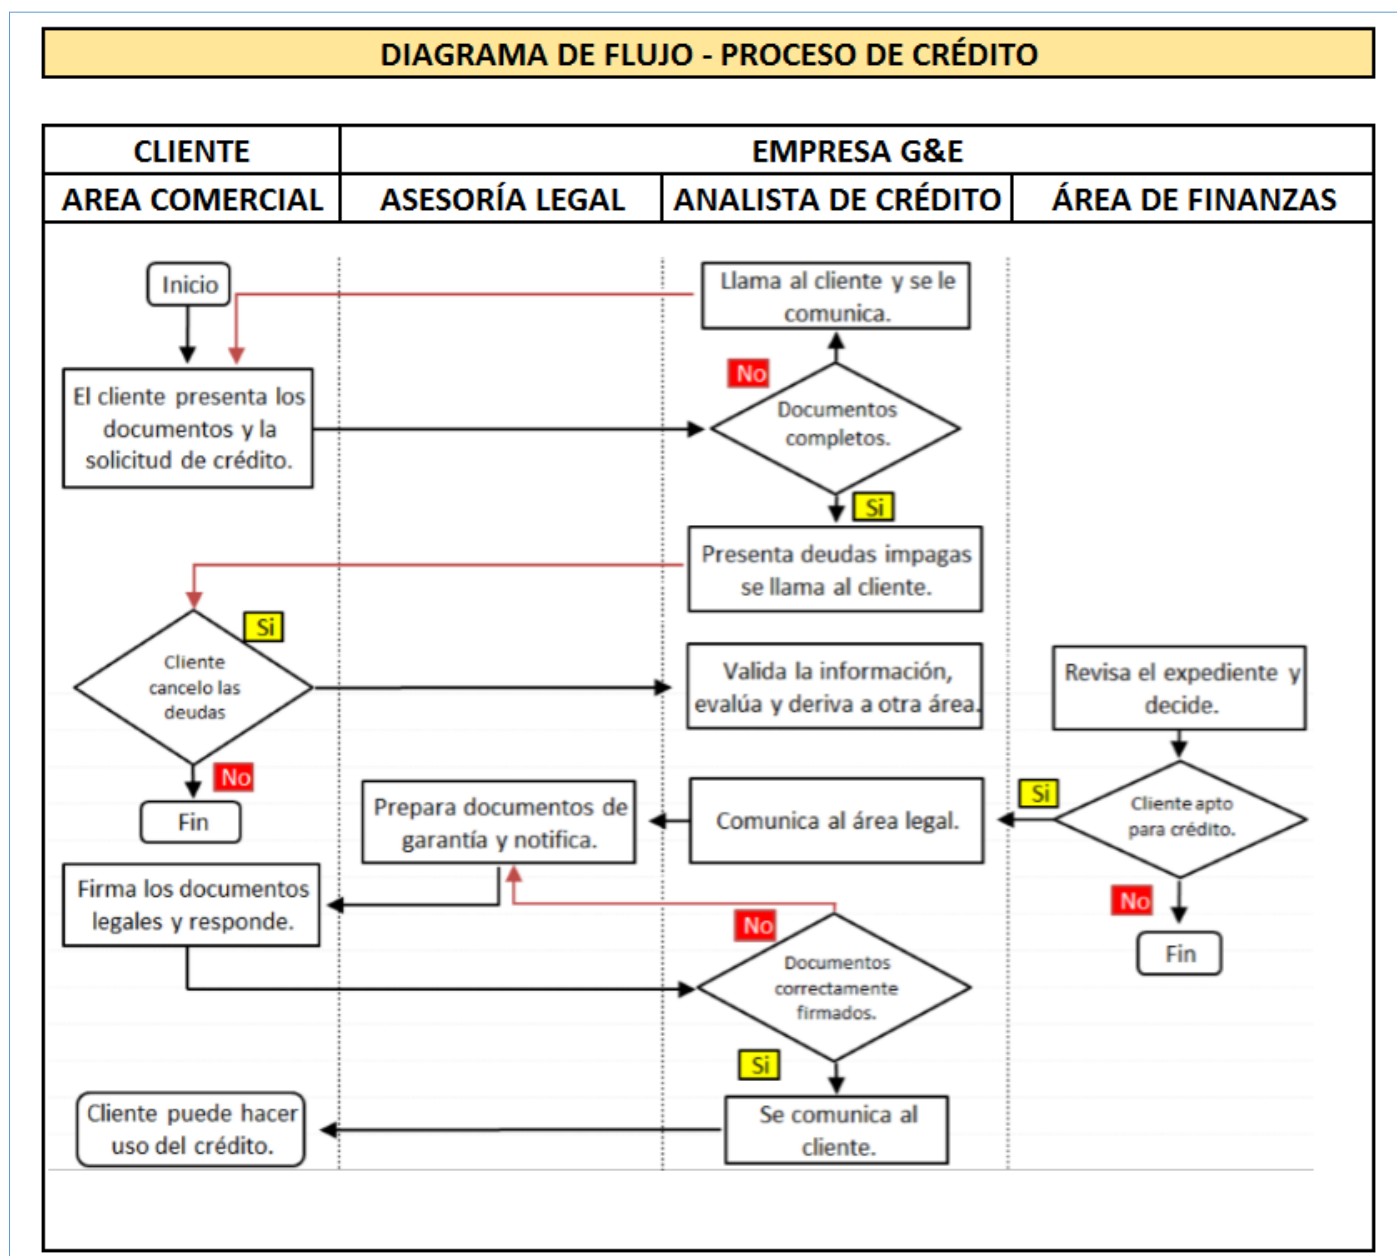 DIAGRAMA DE FLUJO - PROCESO DE CRÉDITO
CLIENTE
EMPRESA G&E
AREA COMERCIAL
ASESORÍA LEGAL
ANALISTA DE CRÉDITO
ÁREA DE FINANZAS
Inicio
Llama al cliente y se le
comunica.
No
El cliente presenta los
documentos y la
solicitud de crédito.
Documentos
completos.
Si
Presenta deudas impagas
se llama al cliente.
Si
Cliente
cancelo las
deudas
Valida la información,
evalúa y deriva a otra área.
Revisa el expediente y
decide.
No
Fin
Prepara documentos de
garantía y notifica.
Comunica al área legal.
Si
Cliente apto
para crédito.
Firma los documentos
legales y responde.
No
No
Fin
Documentos
correctamente
firmados.
Si
Cliente puede hacer
uso del crédito.
Se comunica al
cliente.